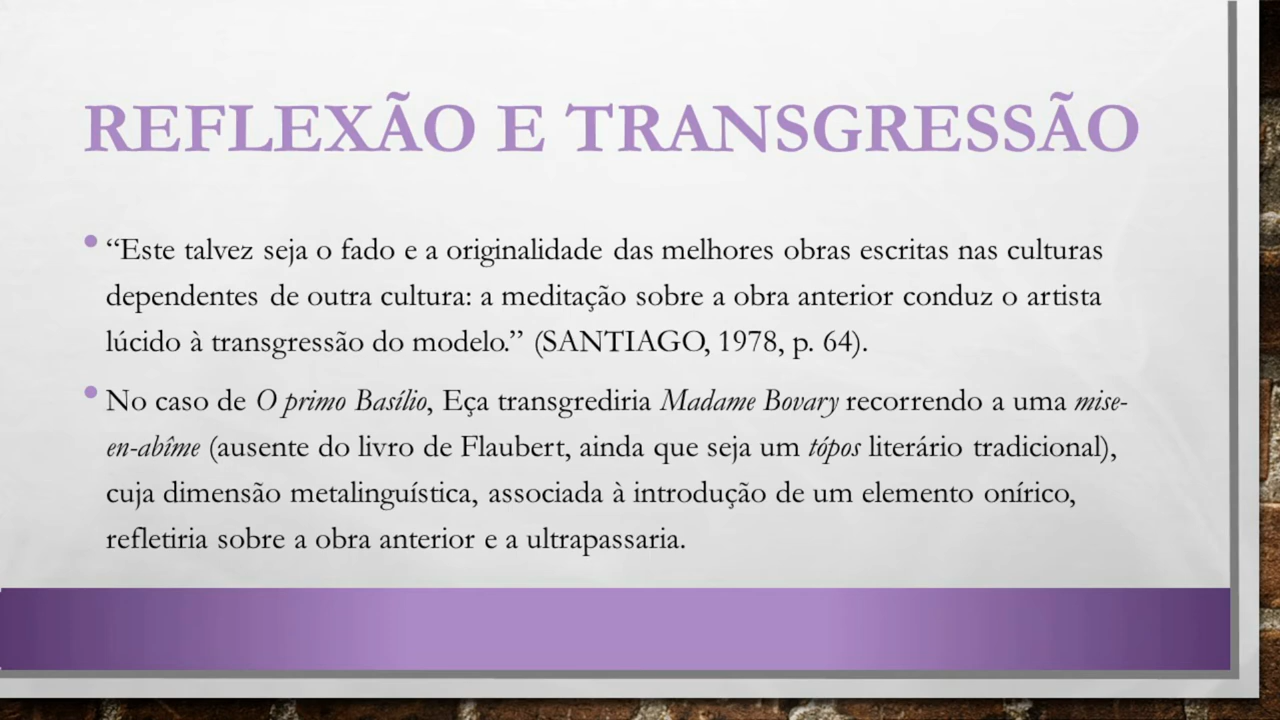 REFLEXÃO E TRANSGRESSÃO
• “Este talvez seja o fado e a originalidade das melhores obras escritas nas culturas
dependentes de outra cultura: a meditação sobre a obra anterior conduz o artista
lúcido à transgressão do modelo.” (SANTIAGO, 1978, p. 64).
• No caso de O primo Basílio, Eça transgrediria Madame Bovary recorrendo a uma mise-
en-abîme (ausente do livro de Flaubert, ainda que seja um tópos literário tradicional),
cuja dimensão metalinguística, associada à introdução de um elemento onírico,
refletiria sobre a obra anterior e a ultrapassaria.